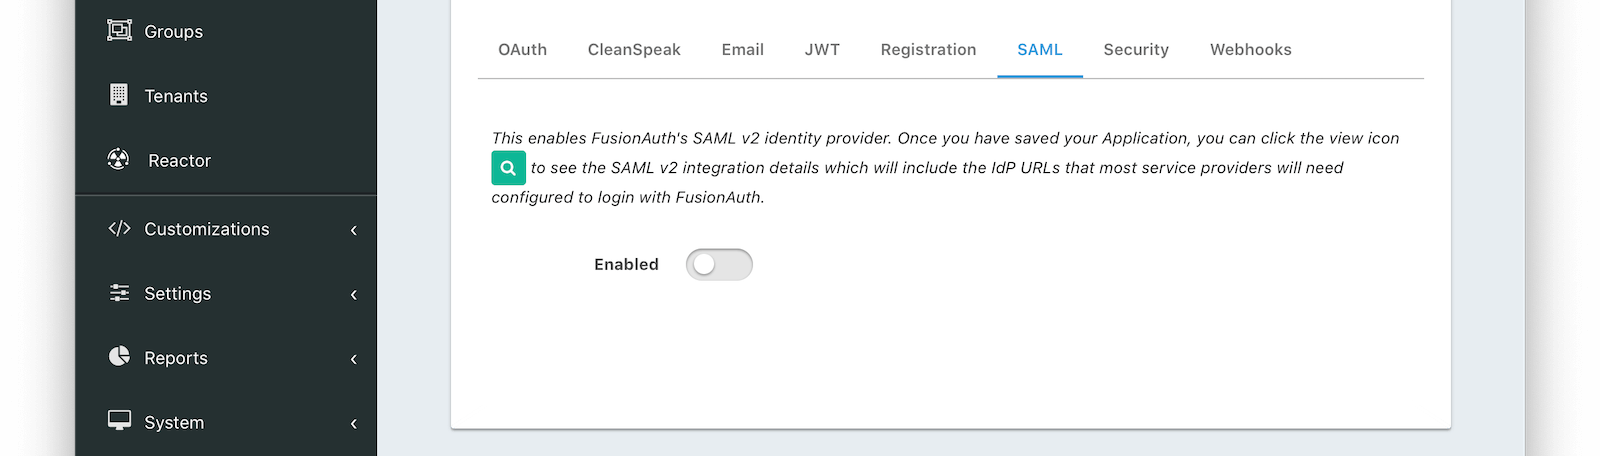 Groups
Tenants
Reactor
Customizations
Settings
Reports
System
OAuth CleanSpeak Email JWT Registration SAML Security Webhooks
This enables FusionAuth's SAML v2 identity provider. Once you have saved your Application, you can click the view icon
to see the SAML v2 integration details which will include the IdP URLs that most service providers will need
configured to login with FusionAuth.
Enabled